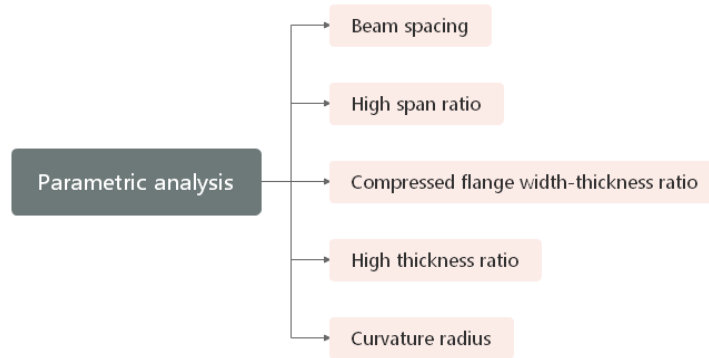 Beam spacing
High span ratio
Parametric analysis
Compressed flange width-thickness ratio
High thickness ratio
Curvature radius